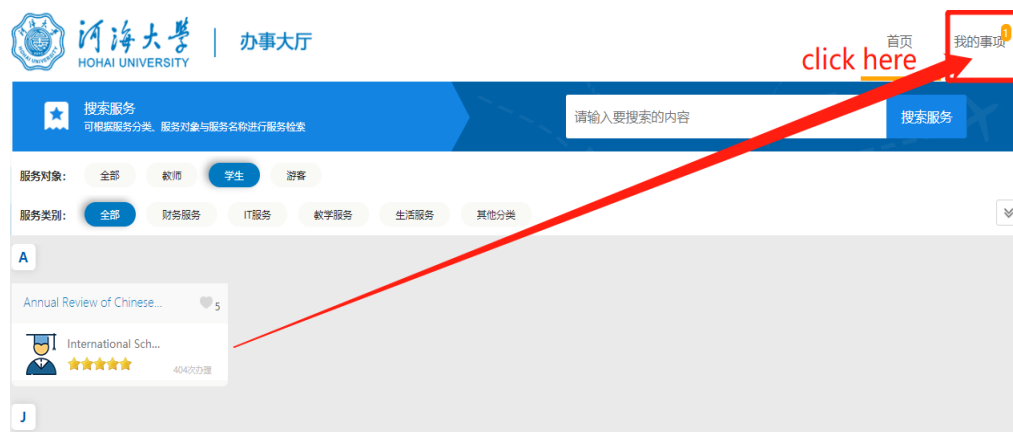 河海大学
HOHAI UNIVERSITY
办事大厅
首页
我的事项
1
click here
搜索服务
可根据服务分类、服务对象与服务名称进行服务检索
请输入要搜索的内容
搜索服务
服务对象: 全部 教师 学生 游客
服务类别: 全部 财务服务 IT服务 教学服务 生活服务 其他分类
A
Annual Review of Chinese...
5
International Sch...
404次办理
J